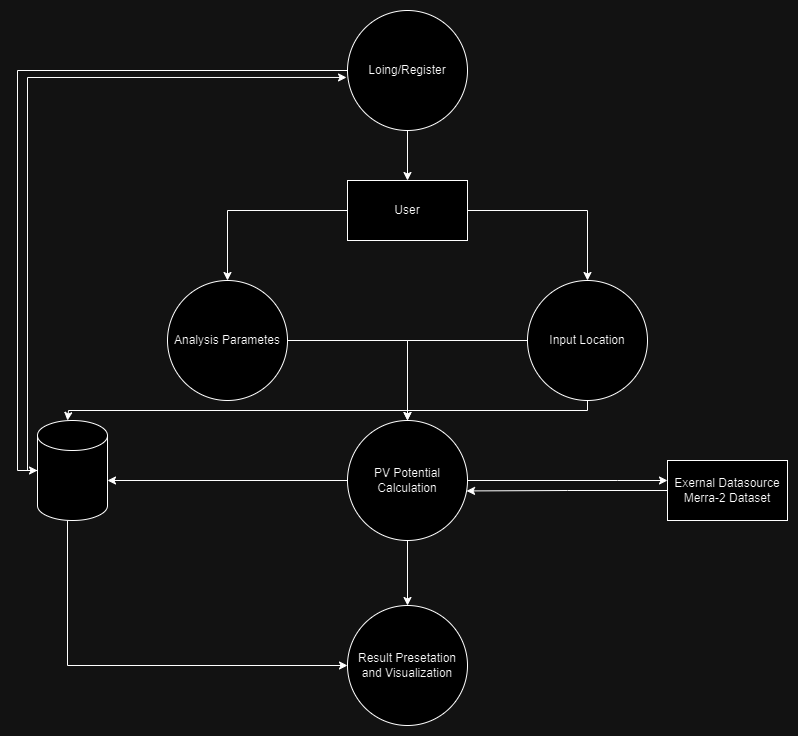 Loing/Register
User
Analysis Parametes
Input Location
PV Potential
Calculation
Exernal Datasource
Merra-2 Dataset
Result Presetation
and Visualization